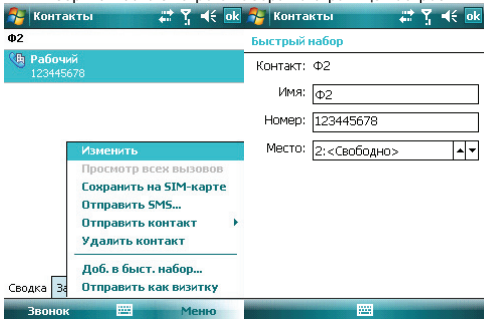 Контакты ok
Ф2
Рабочий
123445678
Изменить
Просмотр всех вызовов
Сохранить на SIM-карте
Отправить SMS...
Отправить контакт
Удалить контакт
Доб. в быст. набор...
Отправить как визитку
Сводка За
Звонок Меню
Контакты ok
Быстрый набор
Контакт: Ф2
Имя: Ф2
Номер: 123445678
Место: 2:<Свободно>